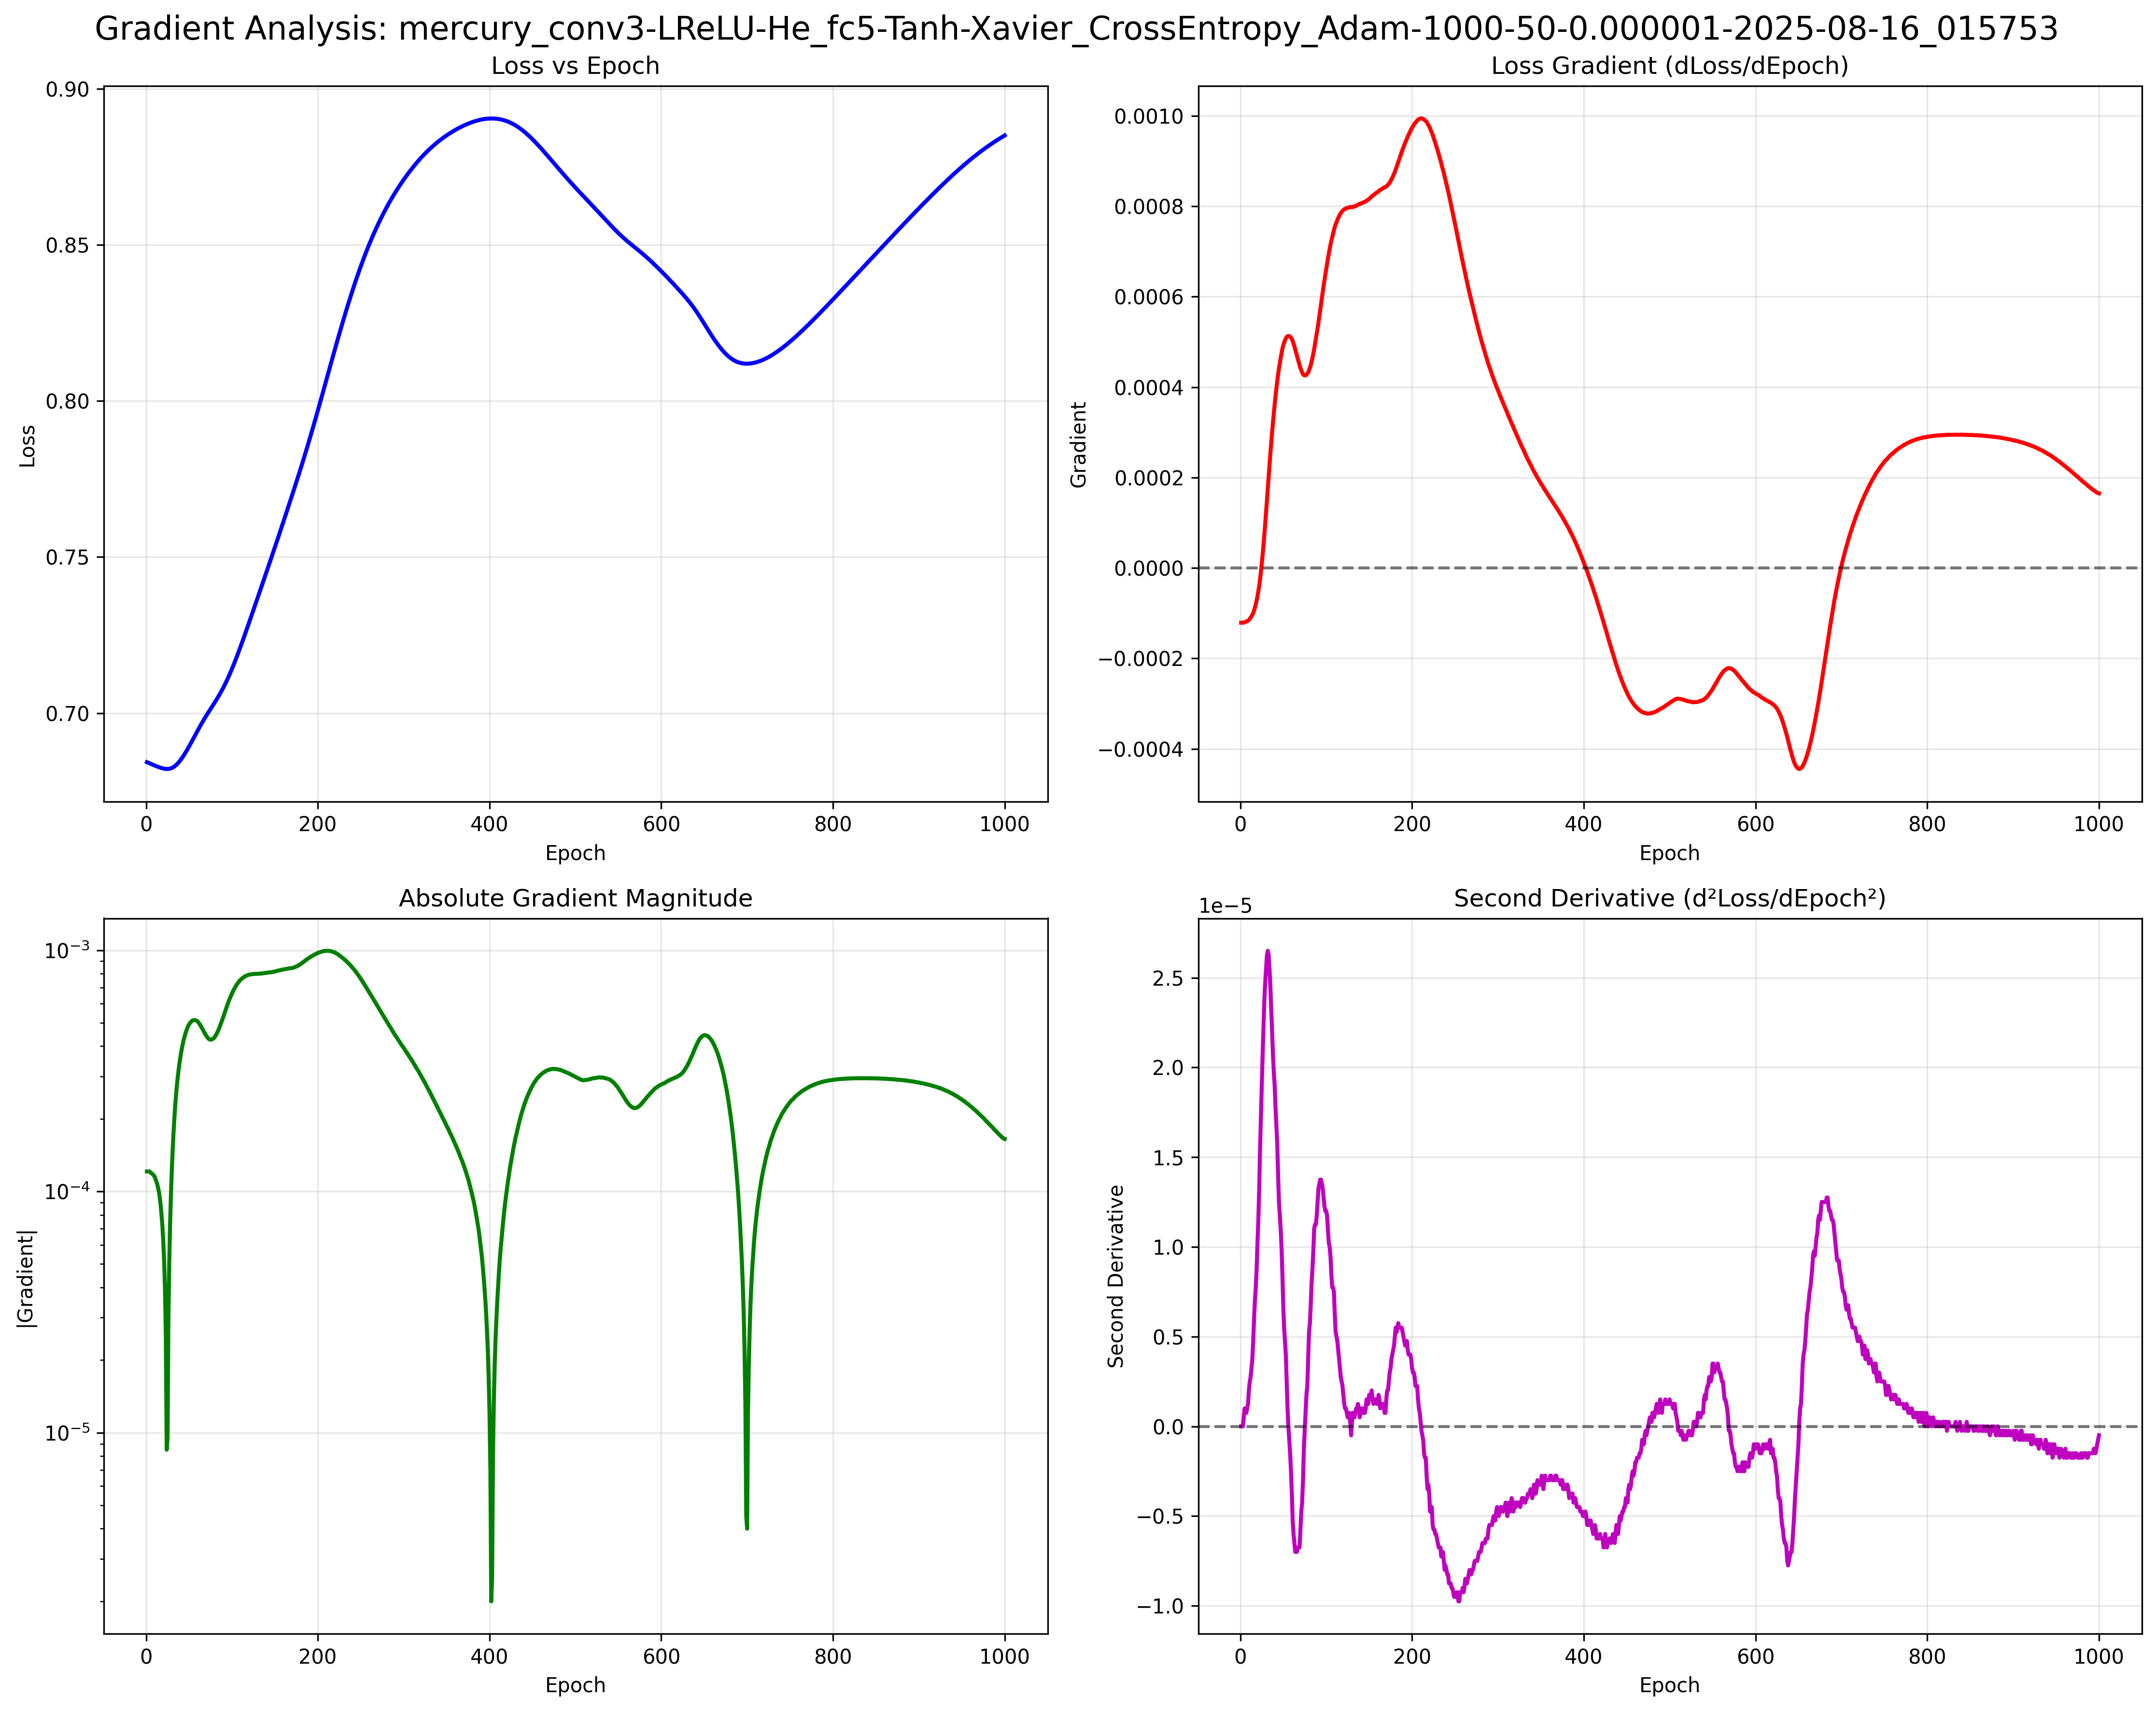 Gradient Analysis: mercury_conv3-LReLU-He_fc5-Tanh-Xavier_CrossEntropy_Adam-1000-50-0.000001-2025-08-16_015753
Loss vs Epoch
0.90
0.85
0.80
0.75
0.70
Loss
0 200 400 600 800 1000
Epoch
Loss Gradient (dLoss/dEpoch)
0.0010
0.0008
0.0006
0.0004
0.0002
0.0000
−0.0002
−0.0004
Gradient
0 200 400 600 800 1000
Epoch
Absolute Gradient Magnitude
10⁻³
10⁻⁴
10⁻⁵
|Gradient|
0 200 400 600 800 1000
Epoch
Second Derivative (d²Loss/dEpoch²)
1e−5
2.5
2.0
1.5
1.0
0.5
0.0
−0.5
−1.0
Second Derivative
0 200 400 600 800 1000
Epoch